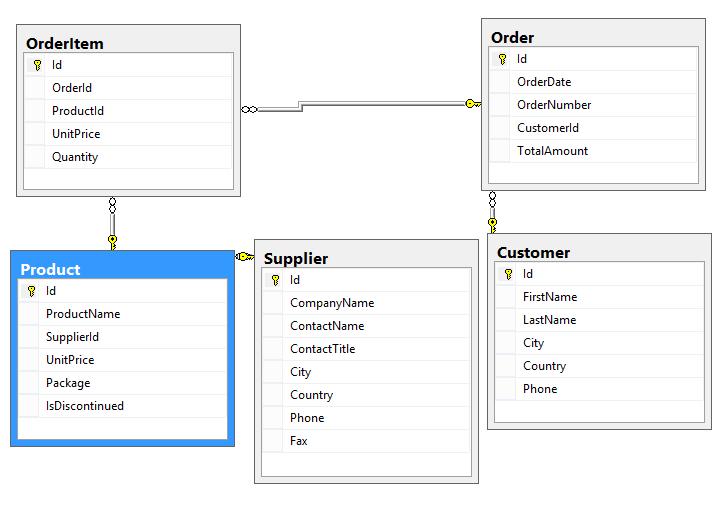 OrderItem
Id
OrderId
ProductId
UnitPrice
Quantity
Order
Id
OrderDate
OrderNumber
CustomerId
TotalAmount
Product
Id
ProductName
SupplierId
UnitPrice
Package
IsDiscontinued
Supplier
Id
CompanyName
ContactName
ContactTitle
City
Country
Phone
Fax
Customer
Id
FirstName
LastName
City
Country
Phone